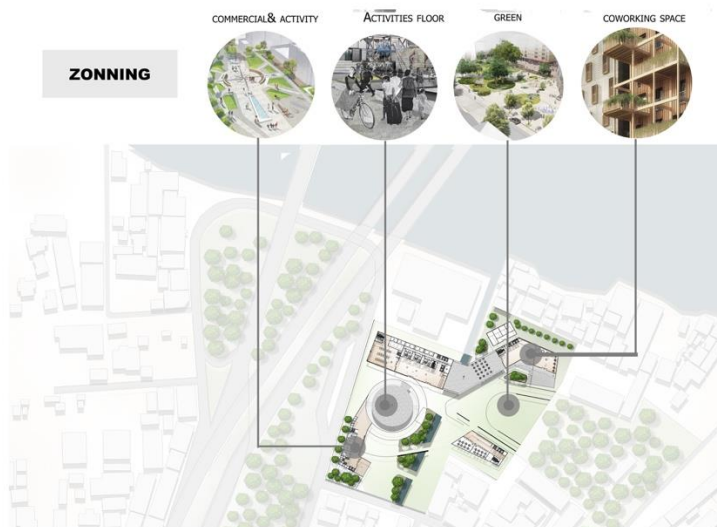 COMMERCIAL& ACTIVITY
ACTIVITIES FLOOR
GREEN
COWORKING SPACE
ZONNING